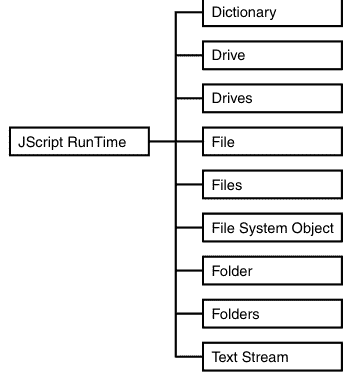 Dictionary
Drive
Drives
JScript RunTime
File
Files
File System Object
Folder
Folders
Text Stream